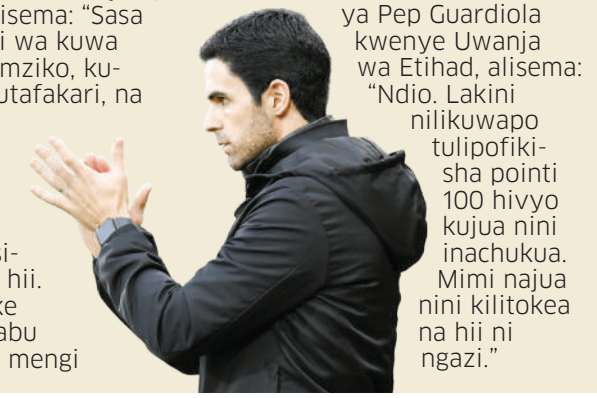 isema: “Sasa
i wa kuwa
mziko, ku-
utafakari, na
si-
hii.
ke
abu
mengi
ya Pep Guardiola
kwenye Uwanja
wa Etihad, alisema:
“Ndio. Lakini
nilikuwapo
tulipofiki-
sha pointi
100 hivyo
kujua nini
inachukua.
Mimi najua
nini kilitokea
na hii ni
ngazi.”